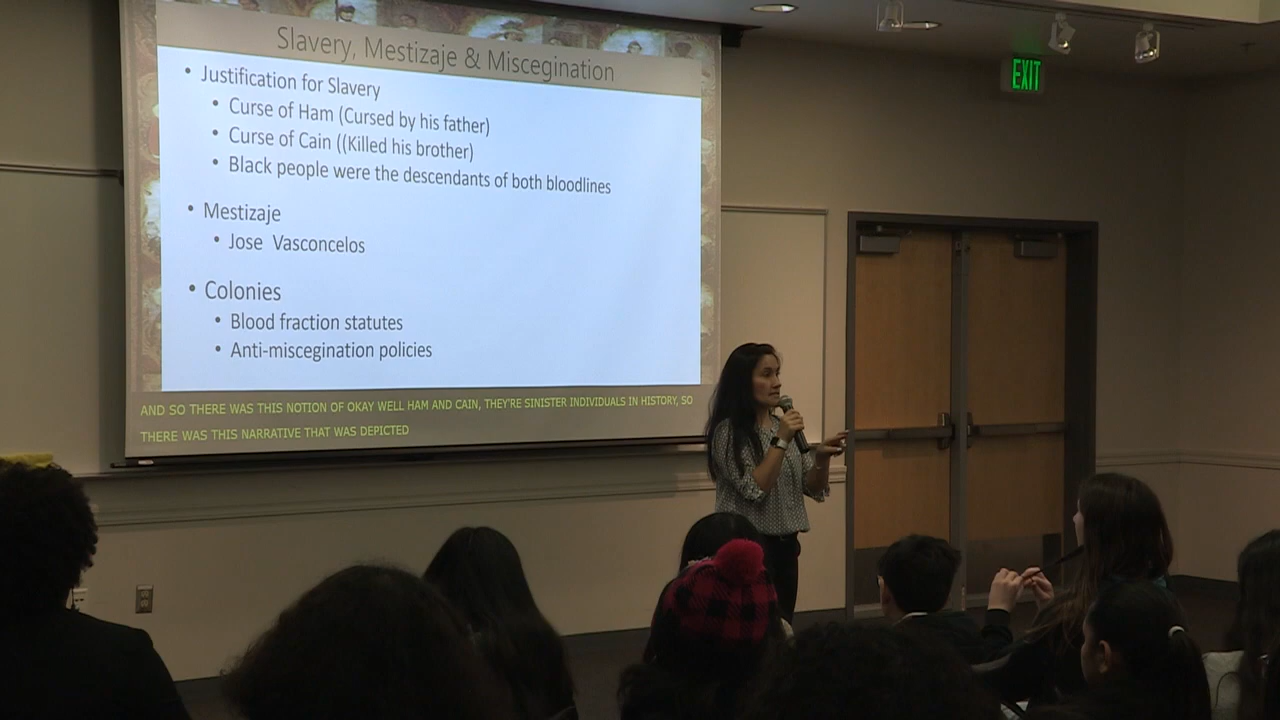 Slavery, Mestizaje & Miscegination
• Justification for Slavery
• Curse of Ham (Cursed by his father)
• Curse of Cain ((Killed his brother)
• Black people were the descendants of both bloodlines
• Mestizaje
• Jose Vasconcelos
• Colonies
• Blood fraction statutes
• Anti-miscegination policies
AND SO THERE WAS THIS NOTION OF OKAY WELL HAM AND CAIN, THEY'RE SINISTER INDIVIDUALS IN HISTORY, SO
THERE WAS THIS NARRATIVE THAT WAS DEPICTED
EXIT